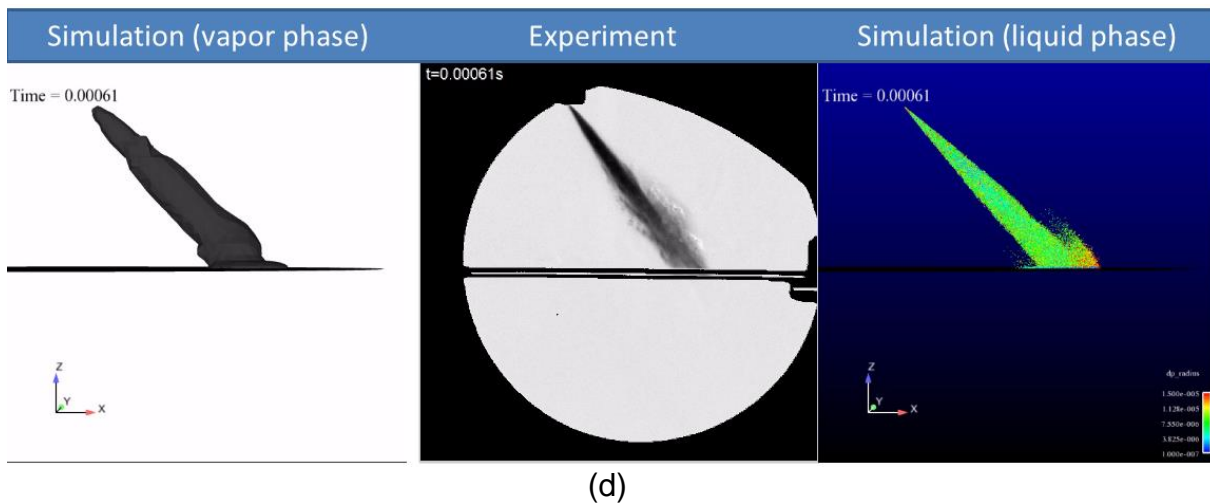 Simulation (vapor phase)
Experiment
Simulation (liquid phase)
Time = 0.00061
t=0.00061s
Time = 0.00061
Z
Y
X
Z
Y
X
dp_radius
1.500e-005
1.128e-005
7.550e-006
3.825e-006
1.000e-007
(d)